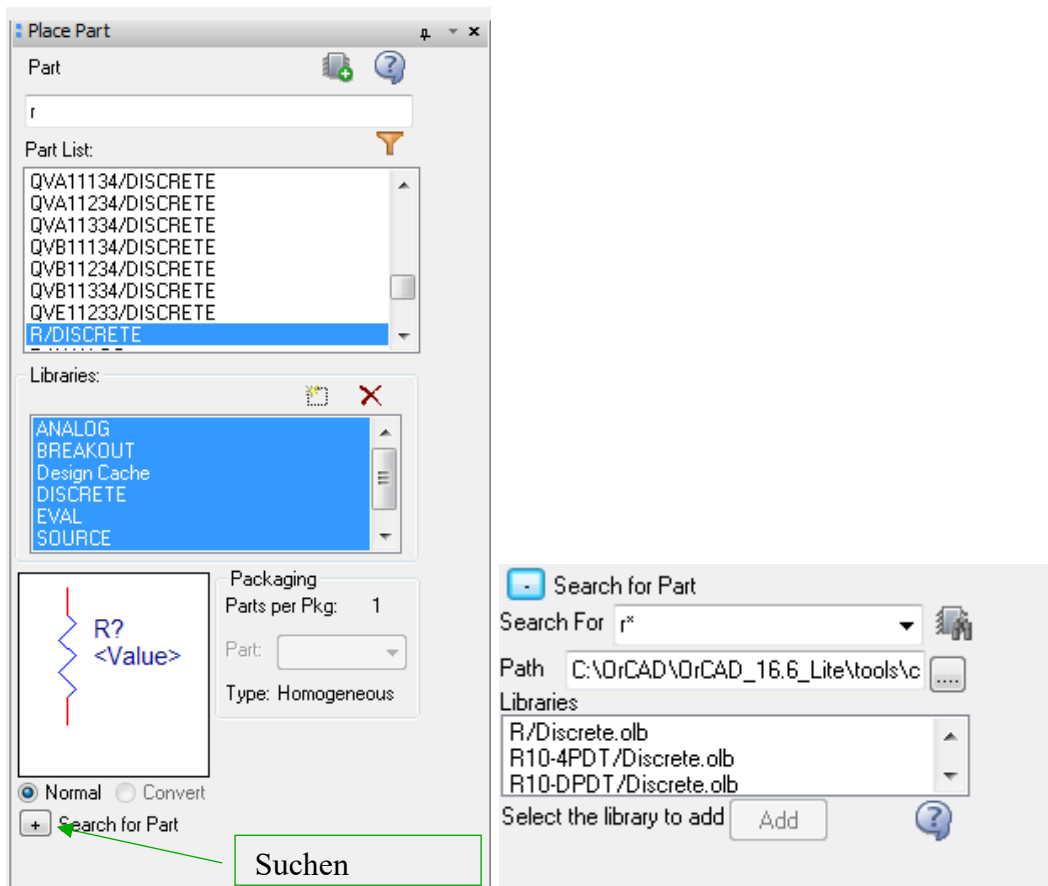 Place Part
Part
r
Part List:
QVA11134/DISCRETE
QVA11234/DISCRETE
QVA11334/DISCRETE
QVB11134/DISCRETE
QVB11234/DISCRETE
QVB11334/DISCRETE
QVE11233/DISCRETE
R/DISCRETE
Libraries:
ANALOG
BREAKOUT
Design Cache
DISCRETE
EVAL
SOURCE
R?
<Value>
Packaging
Parts per Pkg: 1
Part:
Type: Homogeneous
Normal Convert
+ Search for Part
Suchen
- Search for Part
Search For r*
Path C:\OrCAD\OrCAD_16.6_Lite\tools\c ....
Libraries
R/Discrete.olb
R10-4PDT/Discrete.olb
R10-DPDT/Discrete.olb
Select the library to add Add